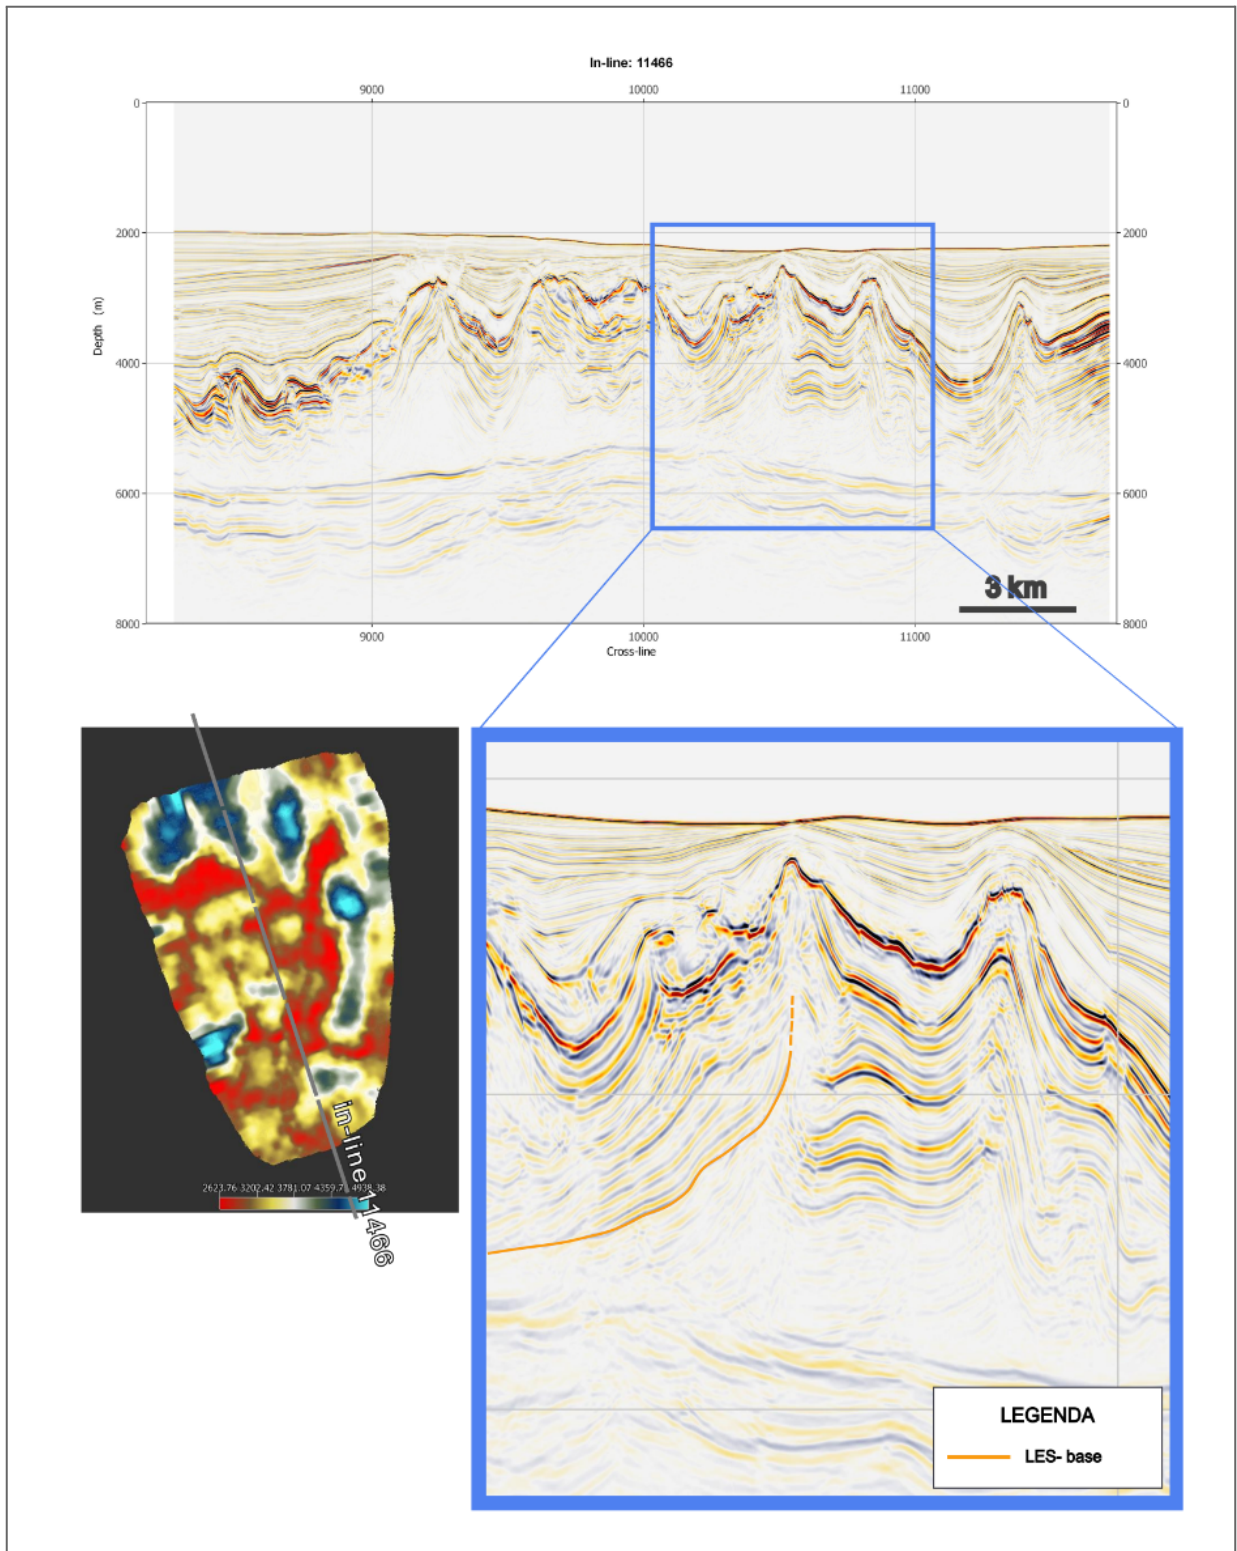 In-line: 11466
9000 10000 11000
0 0
2000 2000
Depth (m)
4000 4000
6000 6000
3 km
8000 8000
9000 10000 11000
Cross-line
in-line 11466
2623.76 3202.42 3781.07 4359.7 4938.38
LEGENDA
LES- base